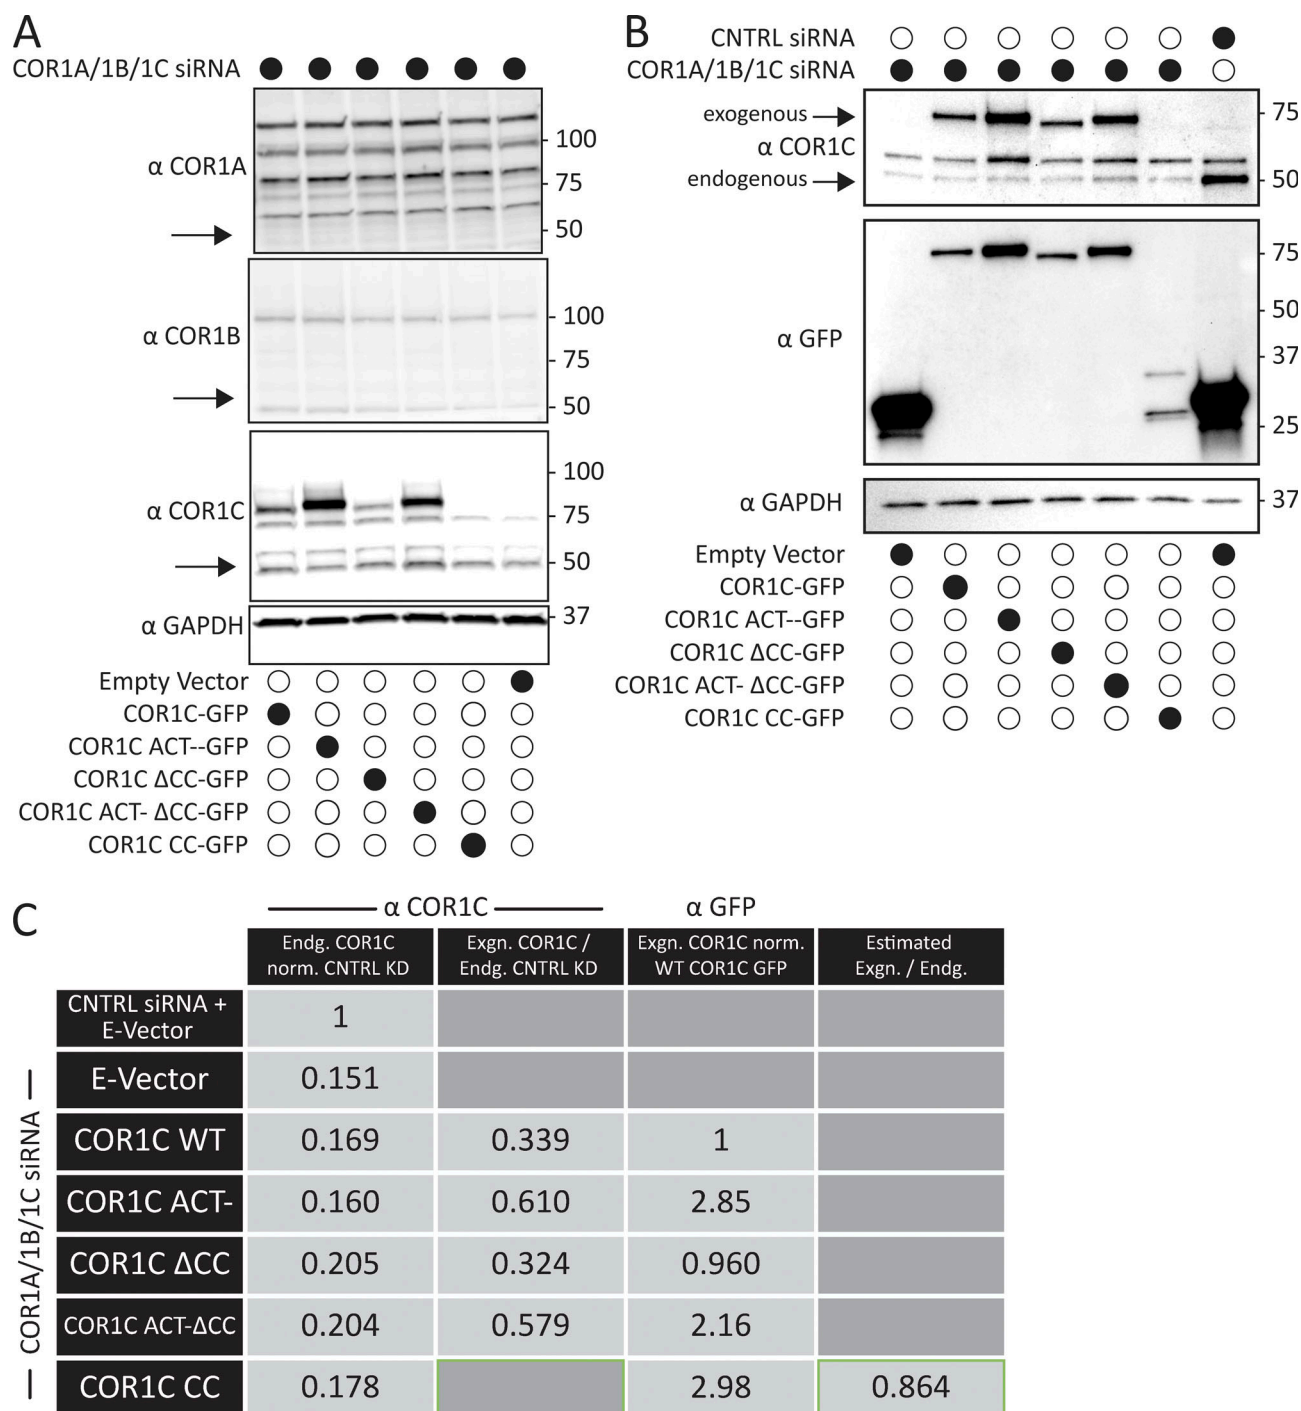 A
COR1A/1B/1C siRNA
α COR1A
100
75
50
α COR1B
100
75
50
α COR1C
100
75
50
α GAPDH
37
Empty Vector
COR1C-GFP
COR1C ACT--GFP
COR1C ΔCC-GFP
COR1C ACT- ΔCC-GFP
COR1C CC-GFP
B
CNTRL siRNA
COR1A/1B/1C siRNA
exogenous
α COR1C
endogenous
75
50
α GFP
75
50
37
25
α GAPDH
37
Empty Vector
COR1C-GFP
COR1C ACT--GFP
COR1C ΔCC-GFP
COR1C ACT- ΔCC-GFP
COR1C CC-GFP
C
α COR1C α GFP
Endg. COR1C norm. CNTRL KD
Exgn. COR1C / Endg. CNTRL KD
Exgn. COR1C norm. WT COR1C GFP
Estimated Exgn. / Endg.
COR1A/1B/1C siRNA
CNTRL siRNA + E-Vector 1
E-Vector 0.151
COR1C WT 0.169 0.339 1
COR1C ACT- 0.160 0.610 2.85
COR1C ΔCC 0.205 0.324 0.960
COR1C ACT-ΔCC 0.204 0.579 2.16
COR1C CC 0.178 2.98 0.864